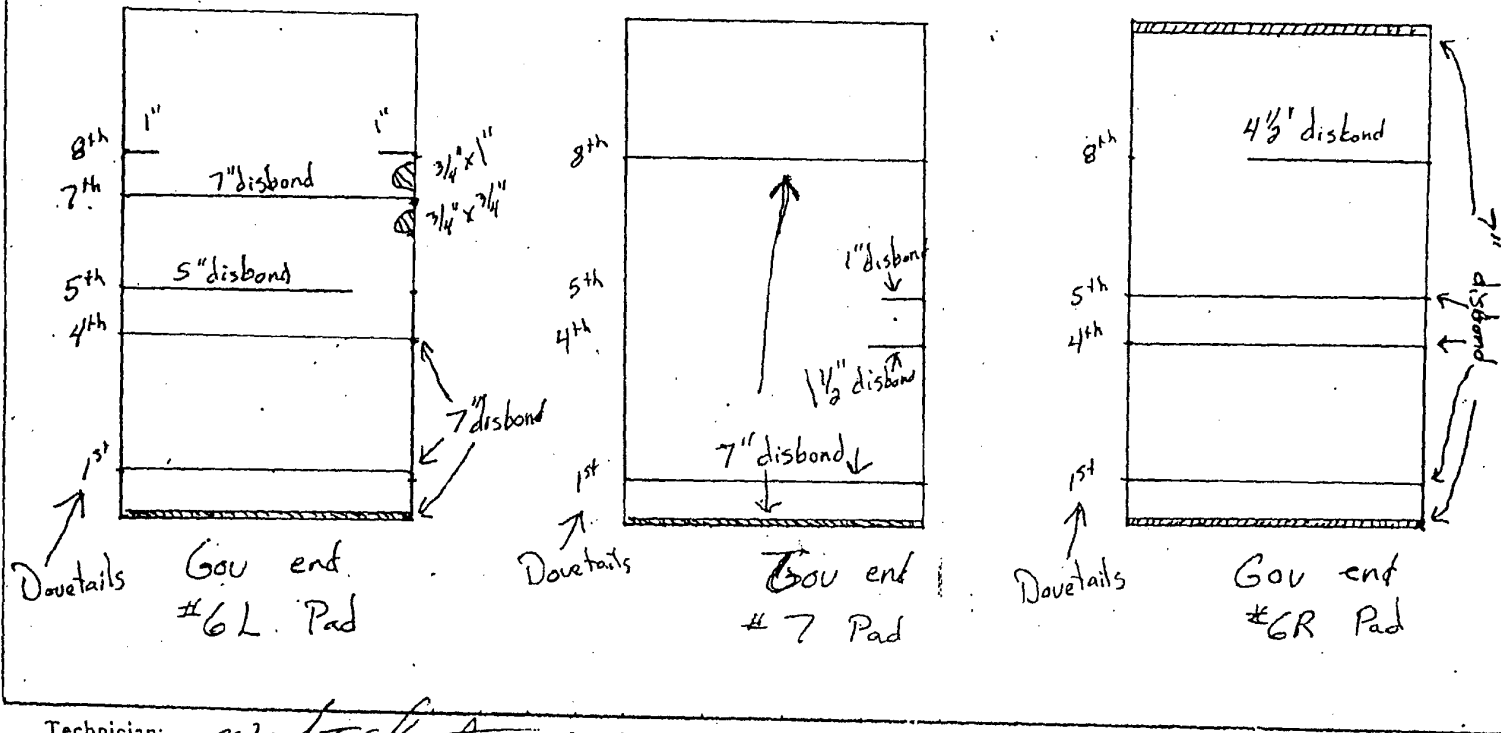 1"
1"
8th
3/4" x 1"
7th
7" disbond
3/4" x 3/4"
5th
5" disbond
4th
7" disbond
1st
Dovetails
Gov end
#6L Pad
8th
1" disbond
5th
4th
1 1/2" disbond
7" disbond
1st
Dovetails
Gov end
#7 Pad
4 1/2" disbond
8th
7" disbond
5th
4th
1st
Dovetails
Gov end
#6R Pad
Technician: